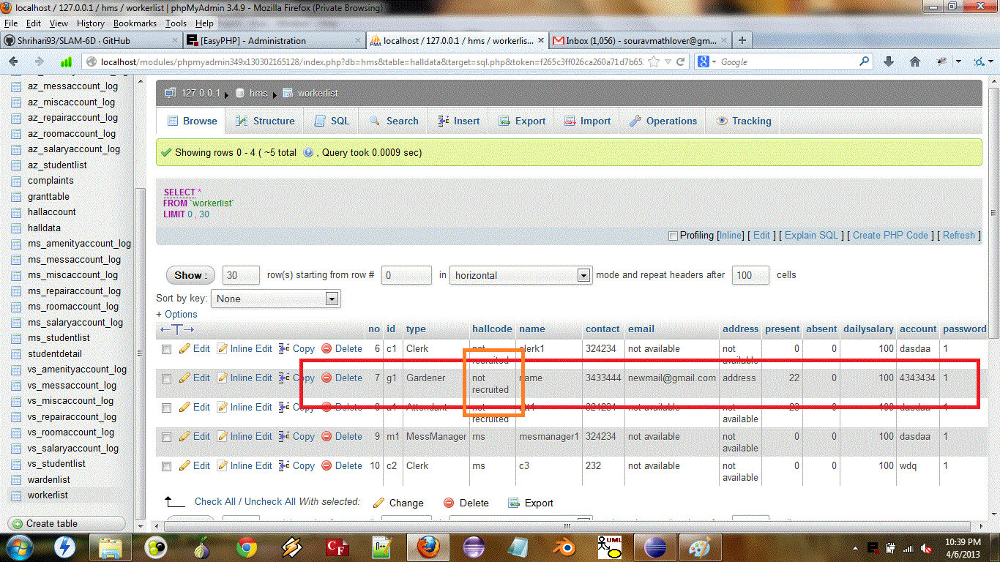 localhost / 127.0.0.1 / hms / workerlist | phpMyAdmin 3.4.9 - Mozilla Firefox (Private Browsing)
File Edit View History Bookmarks Tools Help
Shrihari93/SLAM-6D · GitHub
[EasyPHP] - Administration
localhost / 127.0.0.1 / hms / workerlis...
Inbox (1,056) - souravmathlover@gm...
localhost/modules/phpmyadmin349x130302165128/index.php?db=hms&table=halldata&target=sql.php&token=f265c3ff026ca260a71d7b65
Google
az_messaccount_log
az_miscaccount_log
az_repairaccount_log
az_roomaccount_log
az_salaryaccount_log
az_studentlist
complaints
granttable
hallaccount
halldata
ms_amenityaccount_log
ms_messaccount_log
ms_miscaccount_log
ms_repairaccount_log
ms_roomaccount_log
ms_salaryaccount_log
ms_studentlist
studentdetail
vs_amenityaccount_log
vs_messaccount_log
vs_miscaccount_log
vs_repairaccount_log
vs_roomaccount_log
vs_salaryaccount_log
vs_studentlist
wardenlist
workerlist
Create table
127.0.0.1 hms workerlist
Browse Structure SQL Search Insert Export Import Operations Tracking
Showing rows 0 - 4 ( ~5 total , Query took 0.0009 sec)
SELECT *
FROM `workerlist`
LIMIT 0 , 30
Profiling [Inline] [ Edit ] [ Explain SQL ] [ Create PHP Code ] [ Refresh ]
Show : 30 row(s) starting from row # 0 in horizontal mode and repeat headers after 100 cells
Sort by key: None
+ Options
no id type hallcode name contact email address present absent dailysalary account password
Edit Inline Edit Copy Delete 6 c1 Clerk not recruited clerk1 324234 not available not available 0 0 100 dasdaa 1
Edit Inline Edit Copy Delete 7 g1 Gardener not recruited name 3433444 newmail@gmail.com address 22 0 100 4343434 1
Edit Inline Edit Copy Delete Attendant not recruited 324234 not available not available 23 0 100 dasdaa 1
Edit Inline Edit Copy Delete 9 m1 MessManager ms mesmanager1 324234 not available not available 0 0 100 dasdaa 1
Edit Inline Edit Copy Delete 10 c2 Clerk ms c3 232 not available not available 0 0 100 wdq 1
Check All / Uncheck All With selected: Change Delete Export
10:39 PM
4/6/2013